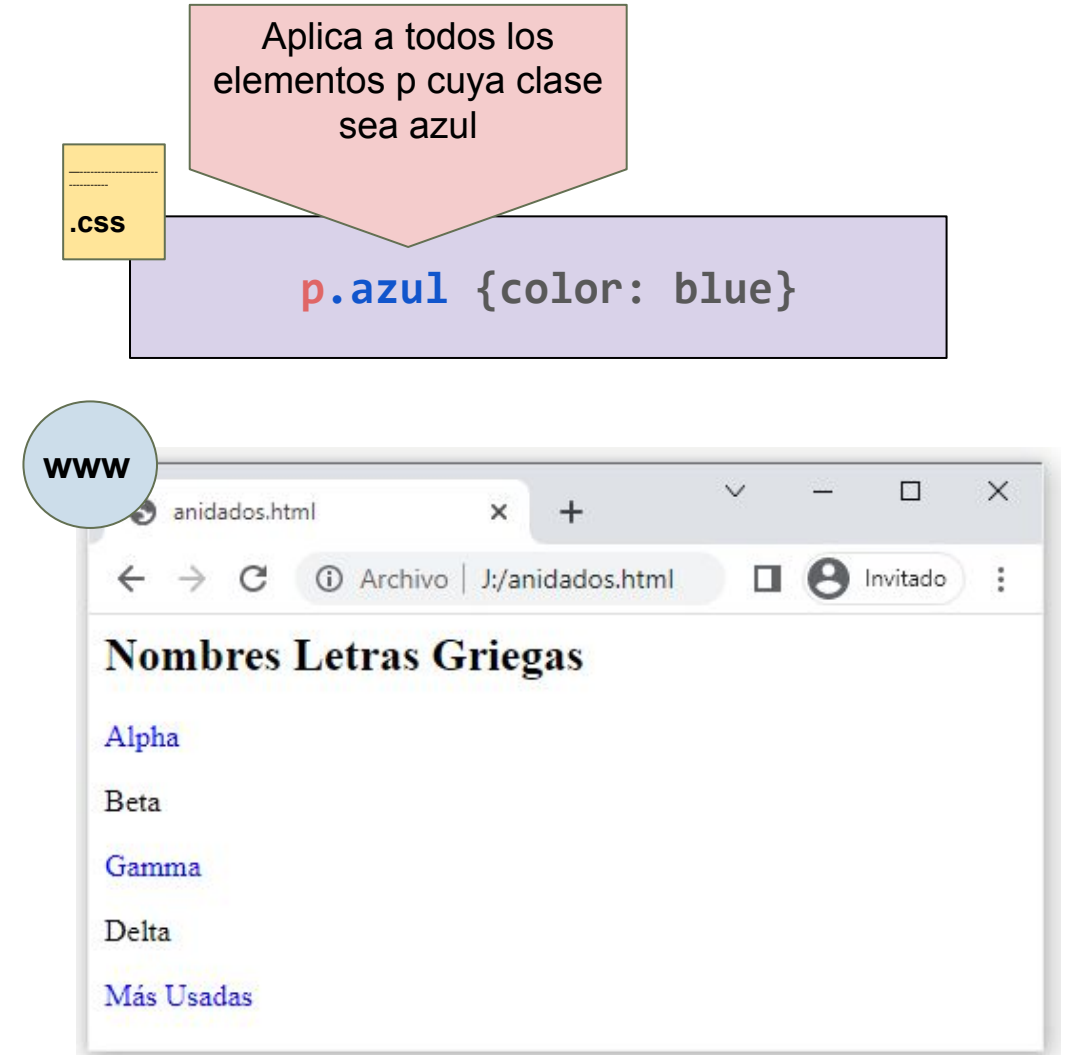 Aplica a todos los
elementos p cuya clase
sea azul
.css
p.azul {color: blue}
www
anidados.html
Archivo | J:/anidados.html
Invitado
Nombres Letras Griegas
Alpha
Beta
Gamma
Delta
Más Usadas